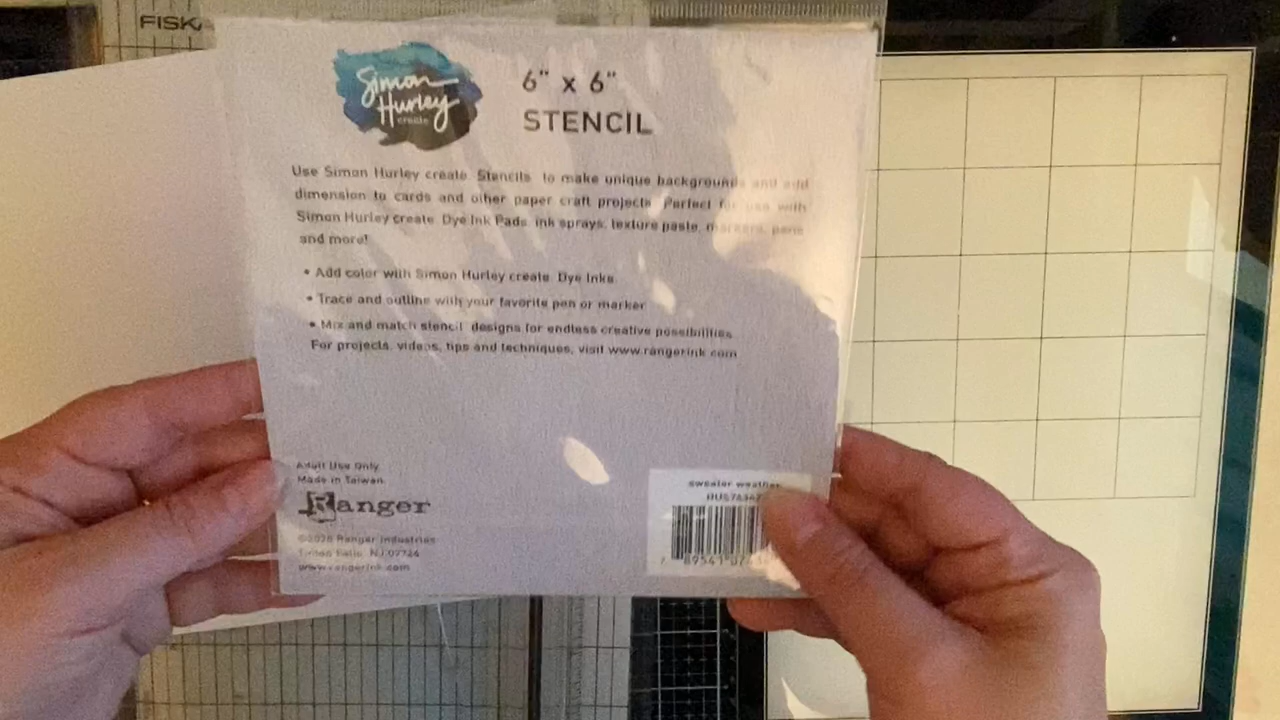 FISK
Simon
Hurley
create
6" x 6"
STENCIL
Use Simon Hurley create. Stencils to make unique backgrounds and add
dimension to cards and other paper craft projects. Perfect for use with
Simon Hurley create. Dye Ink Pads, ink sprays, texture paste, markers, pens
and more!
• Add color with Simon Hurley create. Dye Inks
• Trace and outline with your favorite pen or marker
• Mix and match stencil designs for endless creative possibilities
For projects, videos, tips and techniques, visit www.rangerink.com
Adult Use Only
Made in Taiwan
Ranger
Ranger Industries
Tinton Falls, NJ 07724
www.rangerink.com
sweater weather